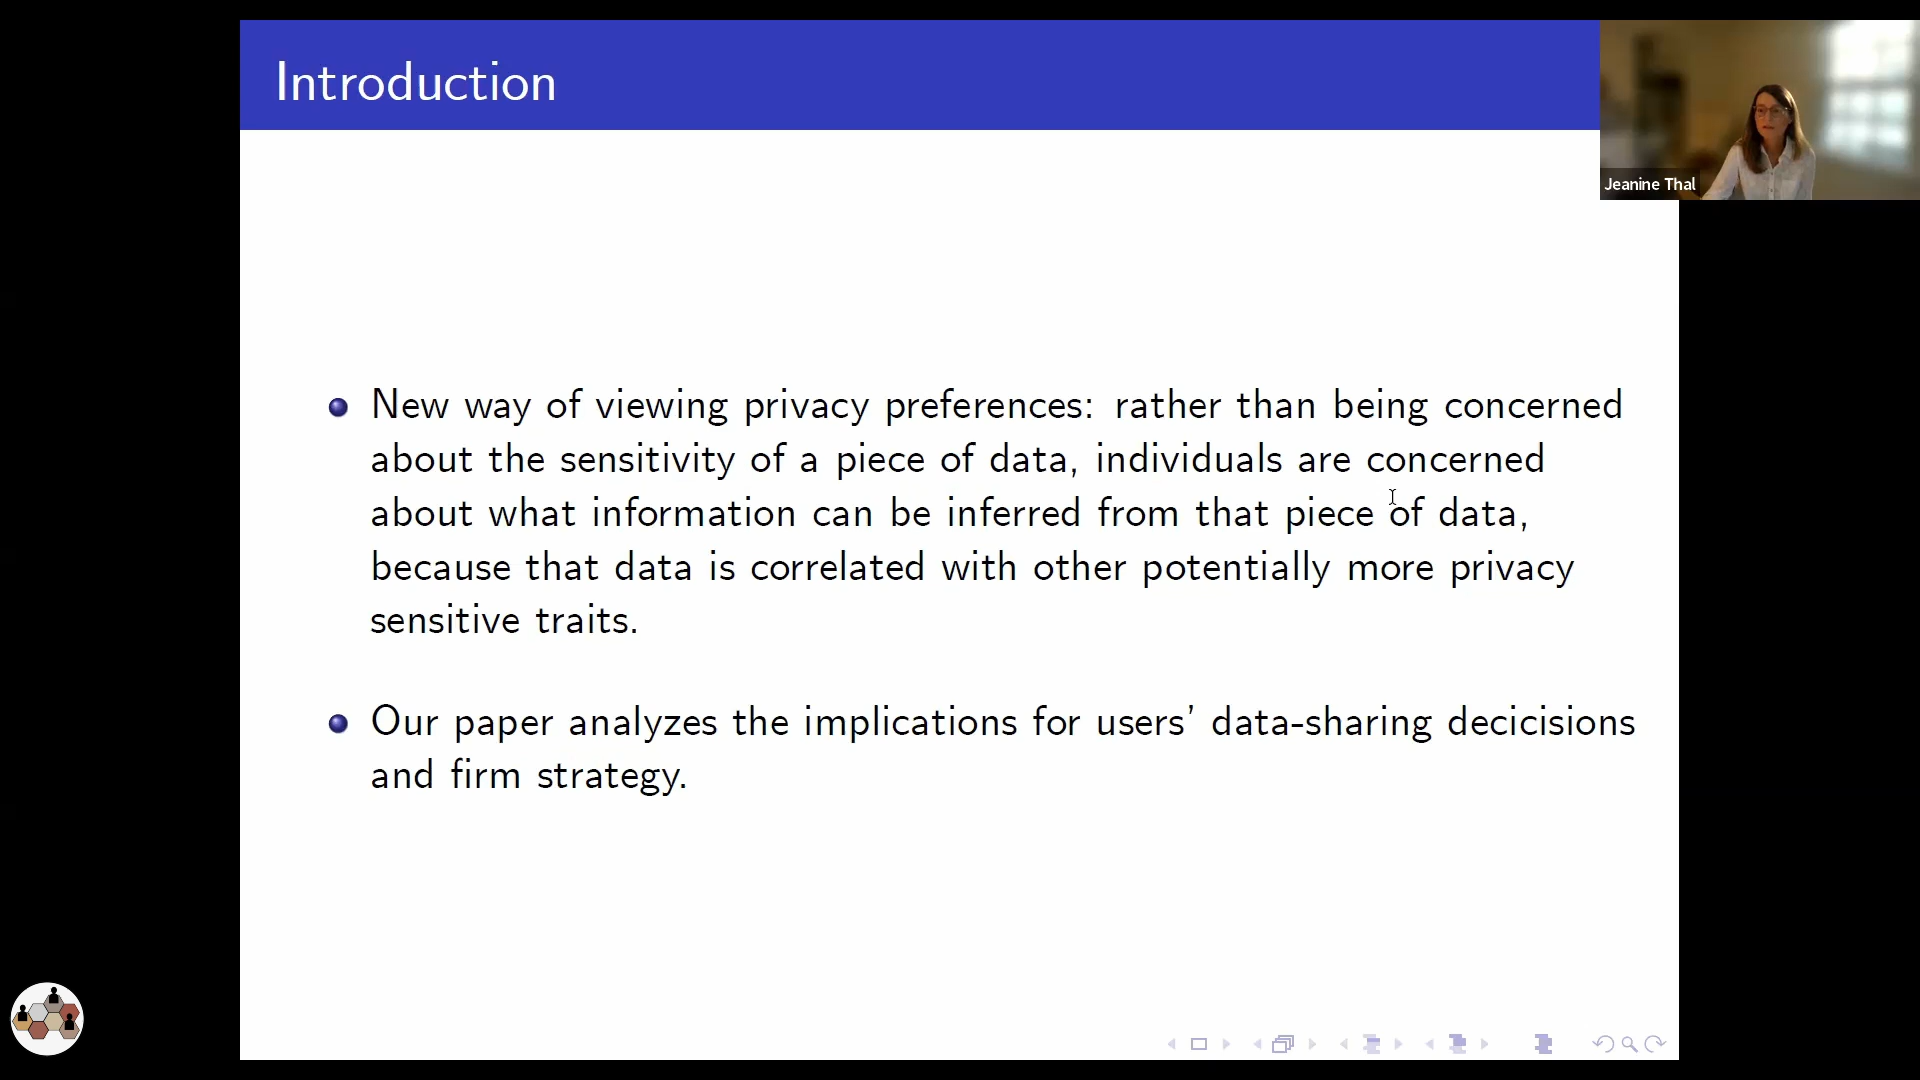 Introduction
Jeanine Thal
New way of viewing privacy preferences: rather than being concerned
about the sensitivity of a piece of data, individuals are concerned
about what information can be inferred from that piece of data,
because that data is correlated with other potentially more privacy
sensitive traits.
Our paper analyzes the implications for users’ data-sharing decicisions
and firm strategy.